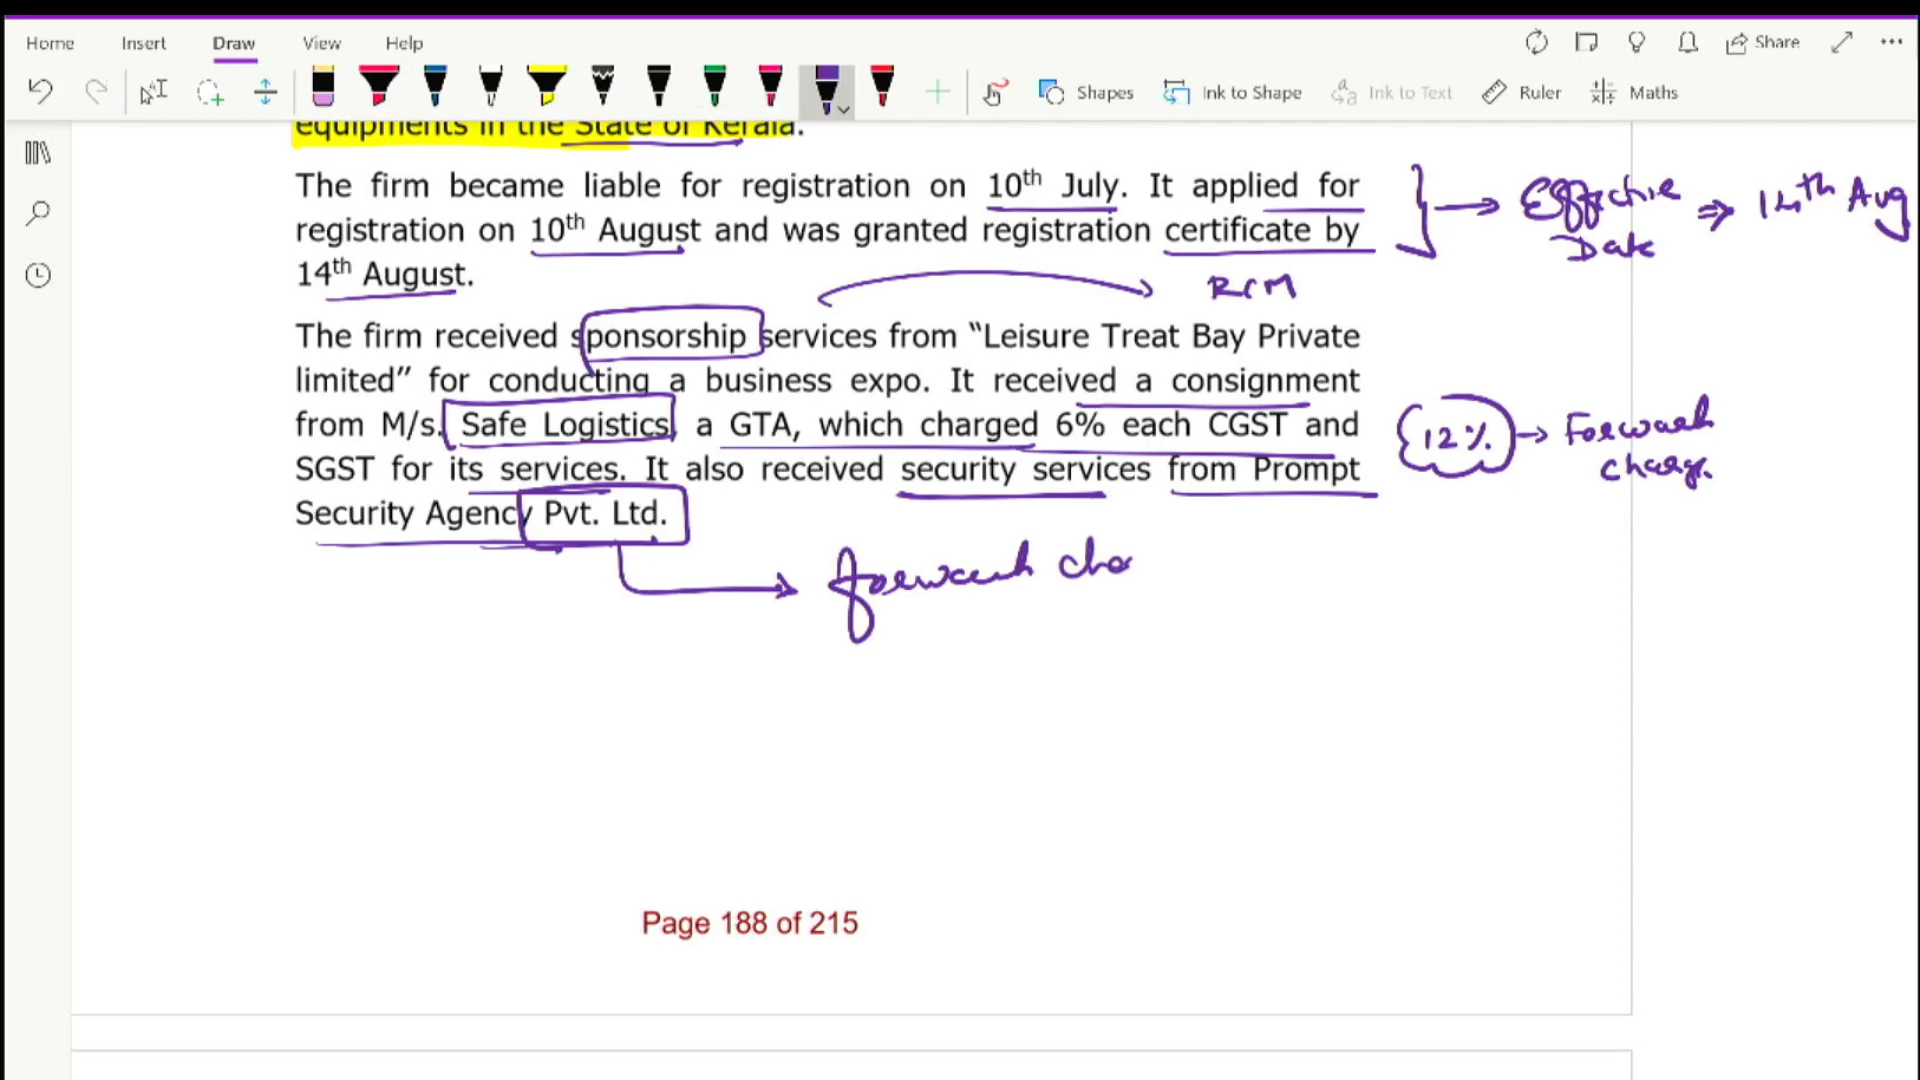 Home Insert Draw View Help Share
Shapes Ink to Shape Ink to Text Ruler Maths
equipments in the State of Kerala.
The firm became liable for registration on 10th July. It applied for
registration on 10th August and was granted registration certificate by
14th August.
Effective Date ⇒ 14th Aug
RCM
The firm received sponsorship services from “Leisure Treat Bay Private
limited” for conducting a business expo. It received a consignment
from M/s. Safe Logistics, a GTA, which charged 6% each CGST and
SGST for its services. It also received security services from Prompt
Security Agency Pvt. Ltd.
12% → Forward
charge.
forward cha
Page 188 of 215